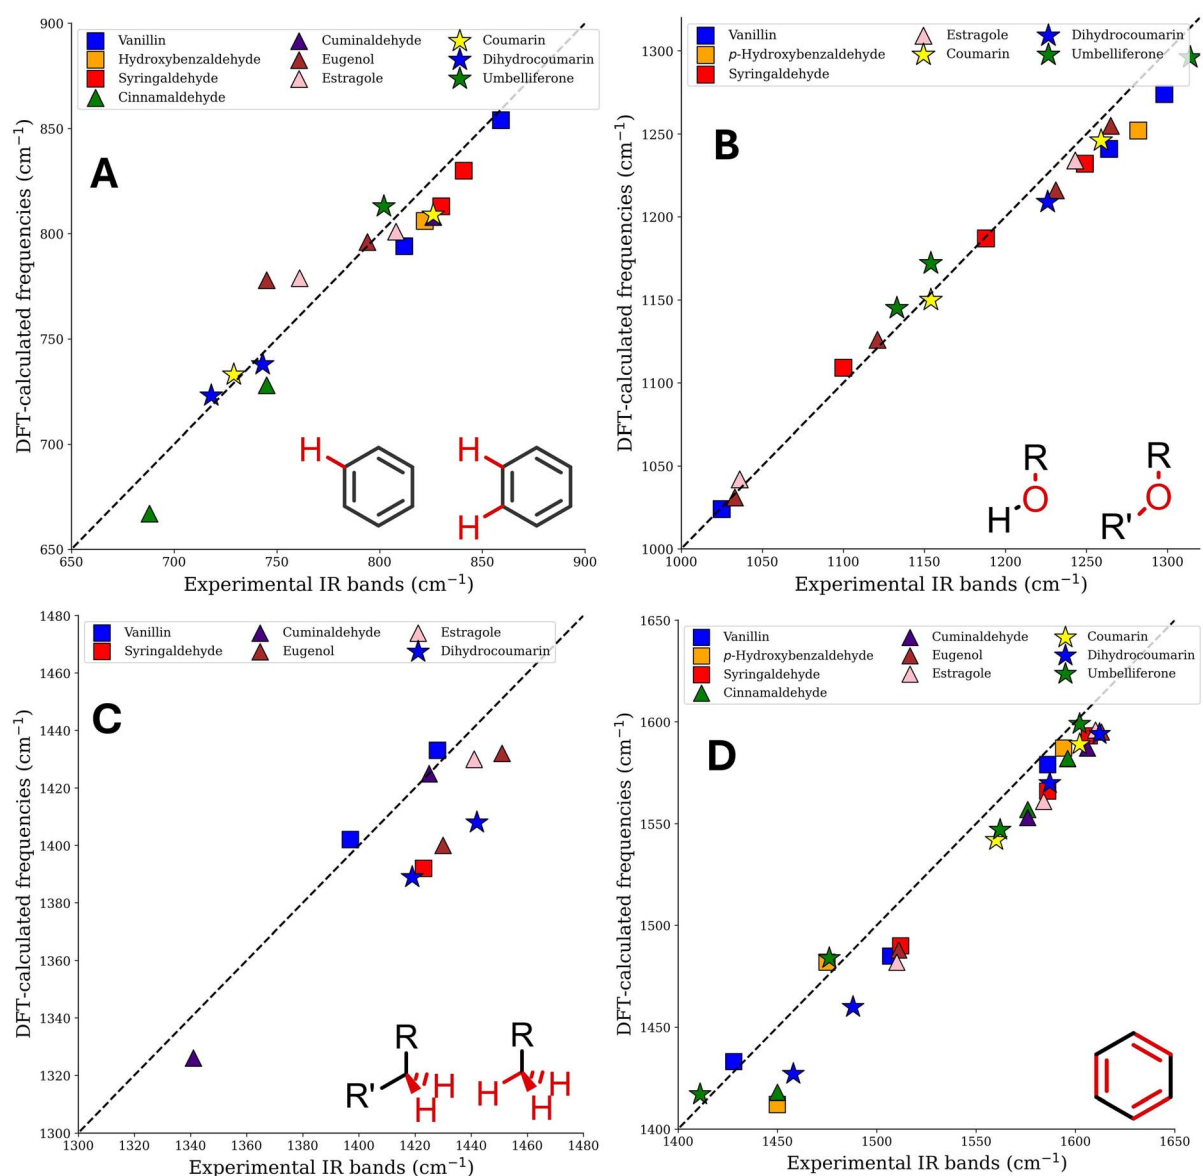 Vanillin
Hydroxybenzaldehyde
Syringaldehyde
Cinnamaldehyde
Cuminaldehyde
Eugenol
Estragole
Coumarin
Dihydrocoumarin
Umbelliferone
A
900
850
800
750
700
650
DFT-calculated frequencies (cm⁻¹)
H
H
H
650
700
750
800
850
900
Experimental IR bands (cm⁻¹)
Vanillin
p-Hydroxybenzaldehyde
Syringaldehyde
Estragole
Coumarin
Dihydrocoumarin
Umbelliferone
B
1300
1250
1200
1150
1100
1050
1000
DFT-calculated frequencies (cm⁻¹)
R
O
H
R
O
R'
1000
1050
1100
1150
1200
1250
1300
Experimental IR bands (cm⁻¹)
Vanillin
Syringaldehyde
Cuminaldehyde
Eugenol
Estragole
Dihydrocoumarin
C
1480
1460
1440
1420
1400
1380
1360
1340
1320
1300
DFT-calculated frequencies (cm⁻¹)
R
R'
H
H
R
H
H
H
1300
1320
1340
1360
1380
1400
1420
1440
1460
1480
Experimental IR bands (cm⁻¹)
Vanillin
p-Hydroxybenzaldehyde
Syringaldehyde
Cinnamaldehyde
Cuminaldehyde
Eugenol
Estragole
Coumarin
Dihydrocoumarin
Umbelliferone
D
1650
1600
1550
1500
1450
1400
DFT-calculated frequencies (cm⁻¹)
1400
1450
1500
1550
1600
1650
Experimental IR bands (cm⁻¹)